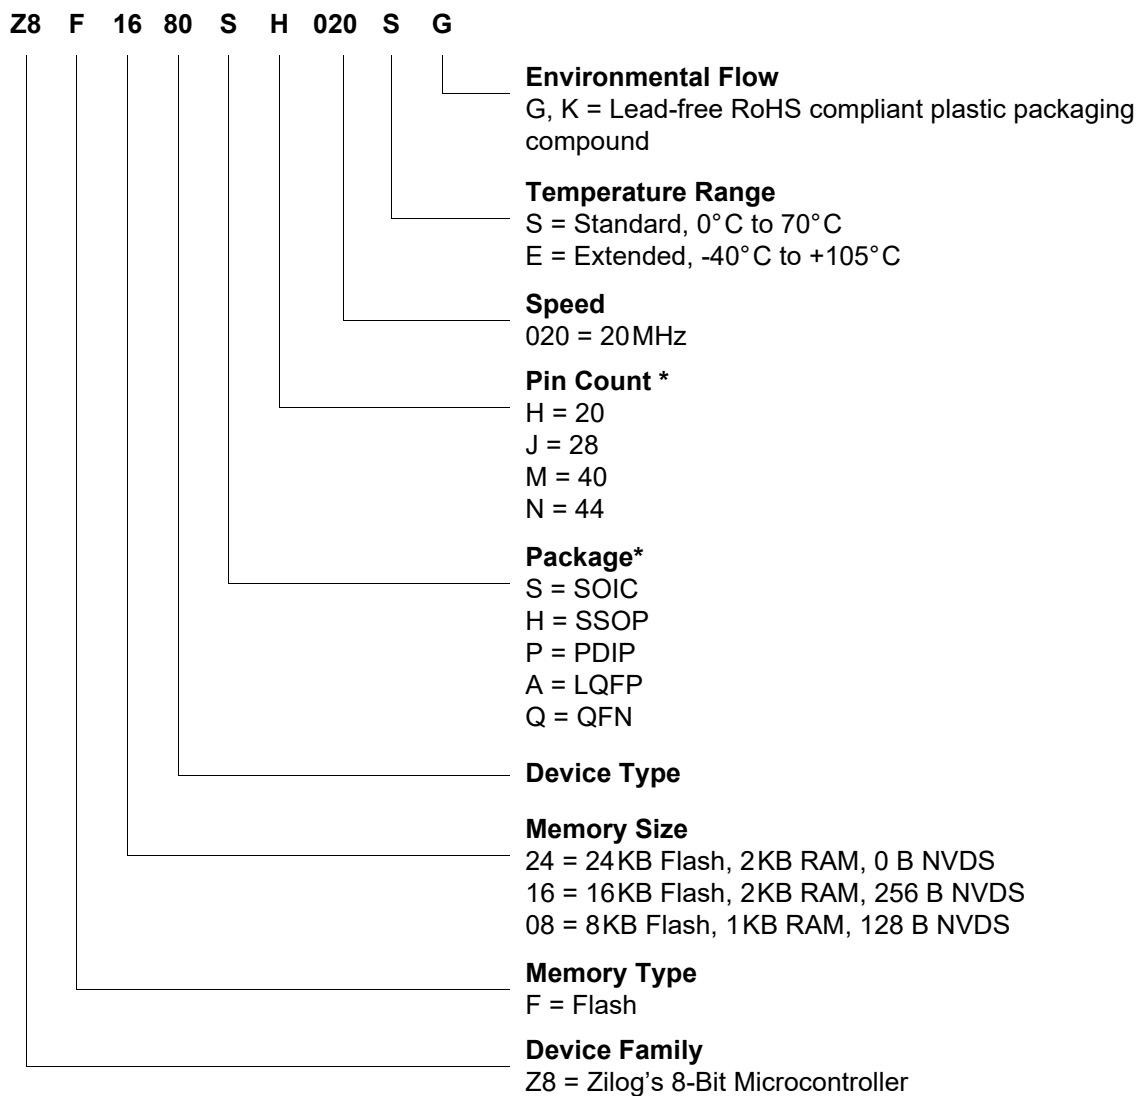 Z8 F 16 80 S H 020 S G
Environmental Flow
G, K = Lead-free RoHS compliant plastic packaging
compound
Temperature Range
S = Standard, 0°C to 70°C
E = Extended, -40°C to +105°C
Speed
020 = 20MHz
Pin Count *
H = 20
J = 28
M = 40
N = 44
Package*
S = SOIC
H = SSOP
P = PDIP
A = LQFP
Q = QFN
Device Type
Memory Size
24 = 24KB Flash, 2KB RAM, 0 B NVDS
16 = 16KB Flash, 2KB RAM, 256 B NVDS
08 = 8KB Flash, 1KB RAM, 128 B NVDS
Memory Type
F = Flash
Device Family
Z8 = Zilog's 8-Bit Microcontroller